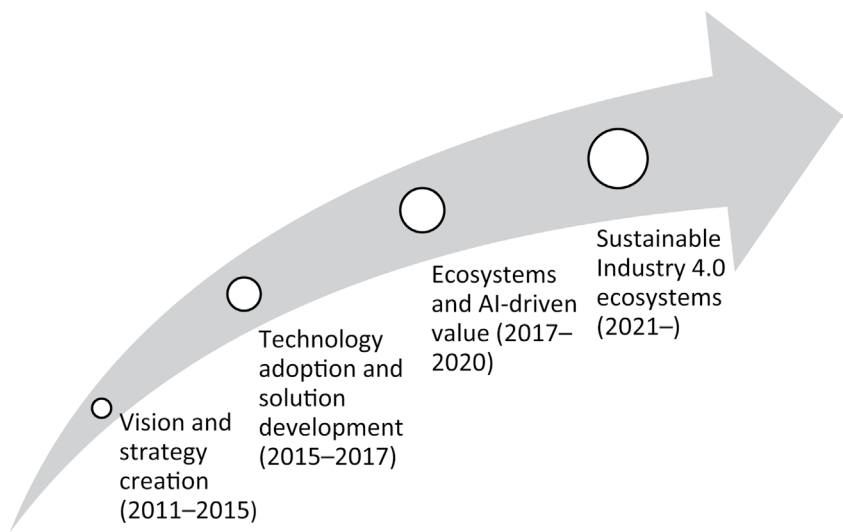 Vision and
strategy
creation
(2011–2015)
Technology
adoption and
solution
development
(2015–2017)
Ecosystems
and AI-driven
value (2017–
2020)
Sustainable
Industry 4.0
ecosystems
(2021–)